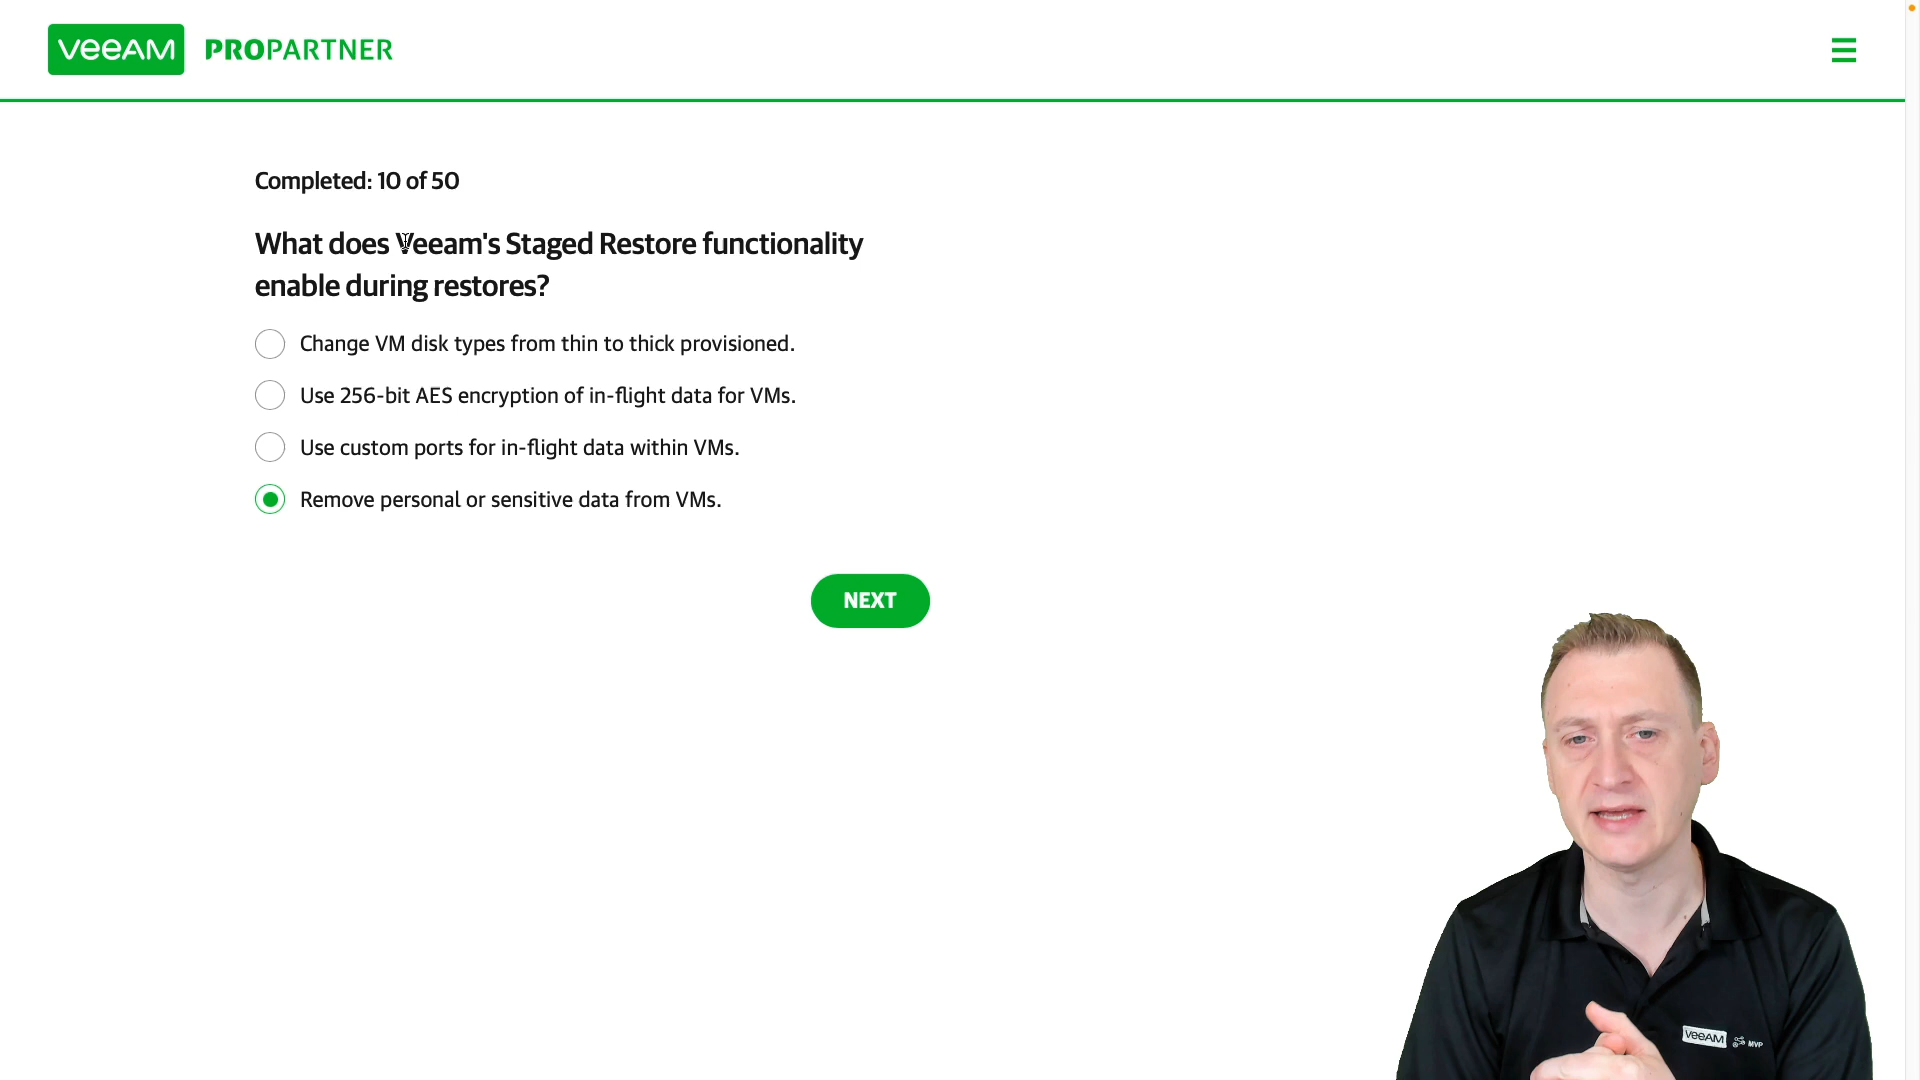 veeAM PROPARTNER
Completed: 10 of 50
What does Veeam's Staged Restore functionality
enable during restores?
Change VM disk types from thin to thick provisioned.
Use 256-bit AES encryption of in-flight data for VMs.
Use custom ports for in-flight data within VMs.
Remove personal or sensitive data from VMs.
NEXT
veeAM MVP